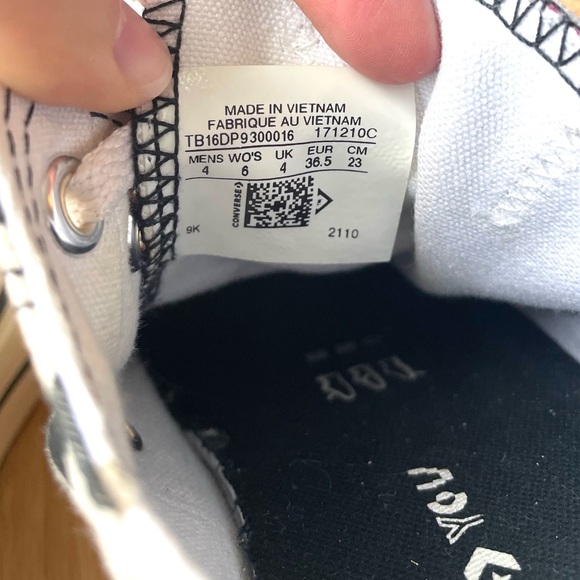 MADE IN VIETNAM
FABRIQUE AU VIETNAM
TB16DP9300016 171210C
MENS WO'S UK EUR CM
4 6 4 36.5 23
CONVERSE
9K 2110